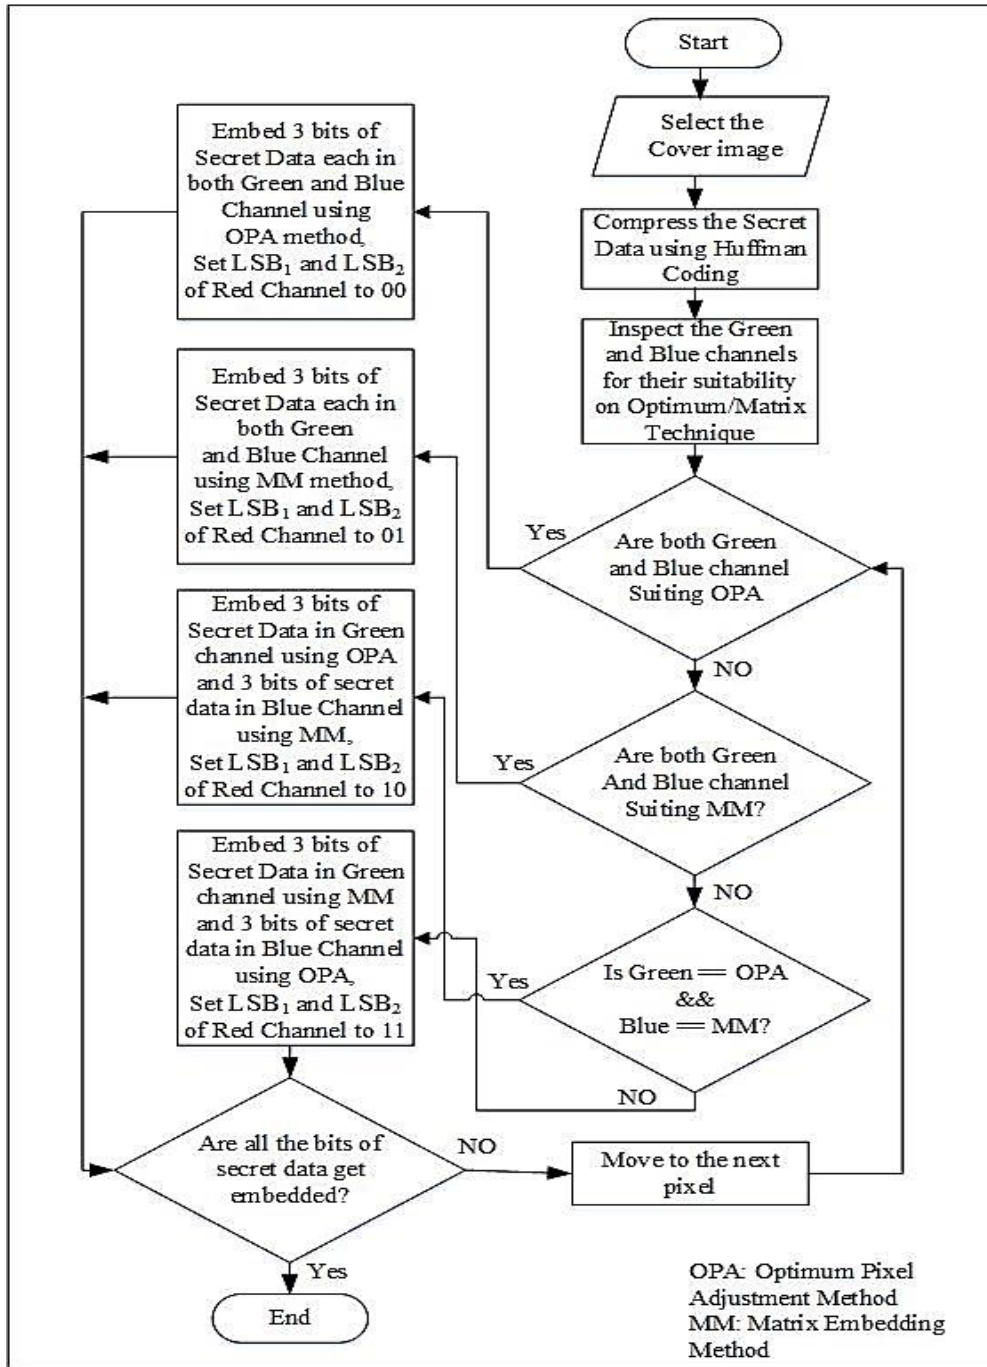 Start
Select the
Cover image
Compress the Secret
Data using Huffman
Coding
Inspect the Green
and Blue channels
for their suitability
on Optimum/Matrix
Technique
Are both Green
and Blue channel
Suiting OPA
Yes
NO
Embed 3 bits of
Secret Data each in
both Green and Blue
Channel using
OPA method,
Set LSB₁ and LSB₂
of Red Channel to 00
Are both Green
And Blue channel
Suiting MM?
Yes
NO
Embed 3 bits of
Secret Data each in
both Green
and Blue Channel
using MM method,
Set LSB₁ and LSB₂
of Red Channel to 01
Is Green == OPA
&&
Blue == MM?
Yes
NO
Embed 3 bits of
Secret Data in Green
channel using OPA
and 3 bits of secret
data in Blue Channel
using MM,
Set LSB₁ and LSB₂
of Red Channel to 10
Embed 3 bits of
Secret Data in Green
channel using MM
and 3 bits of secret
data in Blue Channel
using OPA,
Set LSB₁ and LSB₂
of Red Channel to 11
Are all the bits of
secret data get
embedded?
NO
Move to the next
pixel
Yes
End
OPA: Optimum Pixel
Adjustment Method
MM: Matrix Embedding
Method